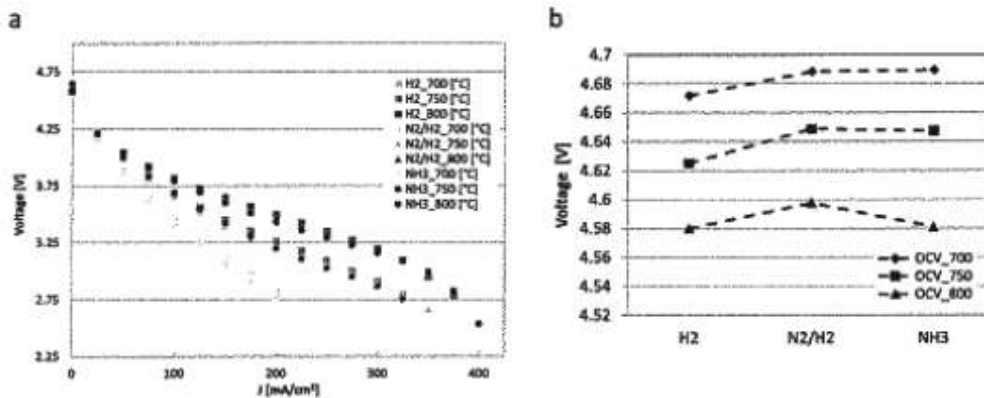 a
4.75
4.25
3.75
3.25
2.75
2.25
Voltage [V]
0
100
200
300
400
J [mA/cm²]
H2_700 [°C]
H2_750 [°C]
H2_800 [°C]
N2/H2_700 [°C]
N2/H2_750 [°C]
N2/H2_800 [°C]
NH3_700 [°C]
NH3_750 [°C]
NH3_800 [°C]
b
4.7
4.68
4.66
4.64
4.62
4.6
4.58
4.56
4.54
4.52
Voltage [V]
H2
N2/H2
NH3
OCV_700
OCV_750
OCV_800